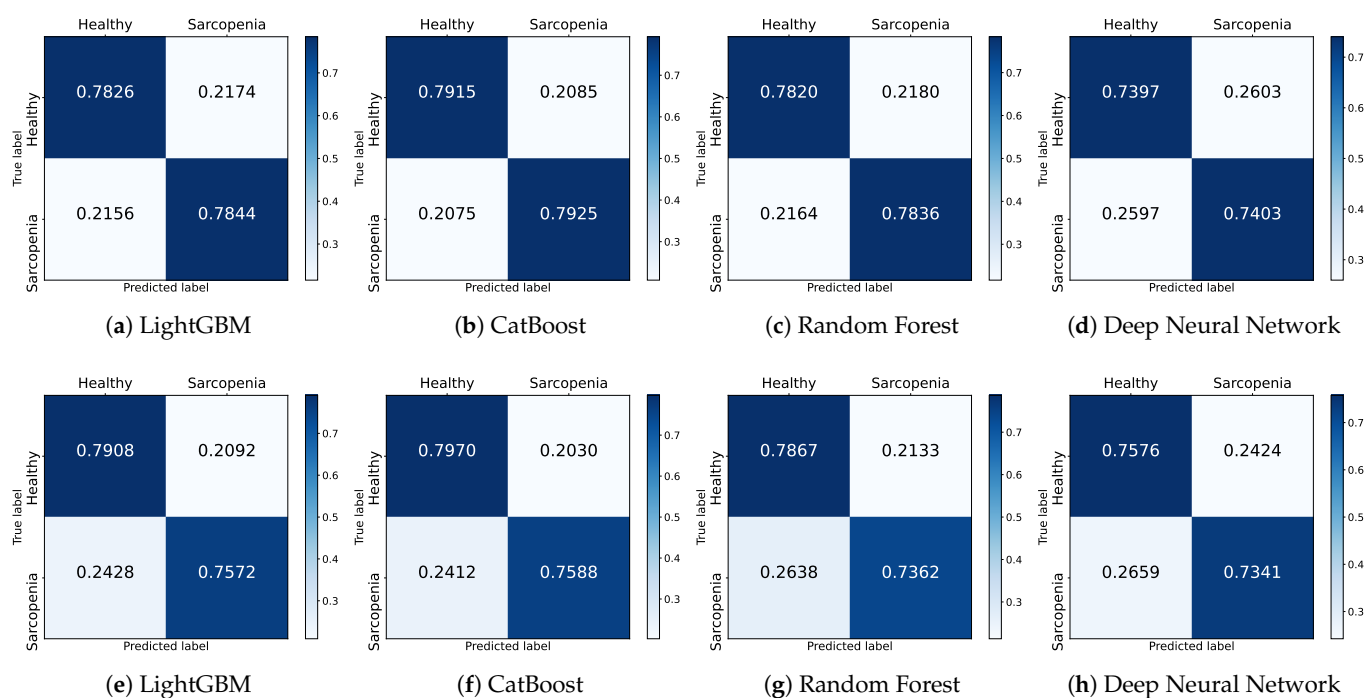 Healthy Sarcopenia Healthy Sarcopenia Healthy Sarcopenia Healthy Sarcopenia
True label Healthy 0.7826 0.2174 0.7 True label Healthy 0.7915 0.2085 0.7 True label Healthy 0.7820 0.2180 0.7 True label Healthy 0.7397 0.2603 0.7
0.6 0.6 0.6 0.6
0.5 0.5 0.5 0.5
Sarcopenia 0.2156 0.7844 0.4 Sarcopenia 0.2075 0.7925 0.4 Sarcopenia 0.2164 0.7836 0.4 Sarcopenia 0.2597 0.7403 0.4
0.3 0.3 0.3 0.3
Predicted label Predicted label Predicted label Predicted label
(a) LightGBM (b) CatBoost (c) Random Forest (d) Deep Neural Network
Healthy Sarcopenia Healthy Sarcopenia Healthy Sarcopenia Healthy Sarcopenia
True label Healthy 0.7908 0.2092 0.7 True label Healthy 0.7970 0.2030 0.7 True label Healthy 0.7867 0.2133 0.7 True label Healthy 0.7576 0.2424 0.7
0.6 0.6 0.6 0.6
0.5 0.5 0.5 0.5
Sarcopenia 0.2428 0.7572 0.4 Sarcopenia 0.2412 0.7588 0.4 Sarcopenia 0.2638 0.7362 0.4 Sarcopenia 0.2659 0.7341 0.4
0.3 0.3 0.3 0.3
Predicted label Predicted label Predicted label Predicted label
(e) LightGBM (f) CatBoost (g) Random Forest (h) Deep Neural Network